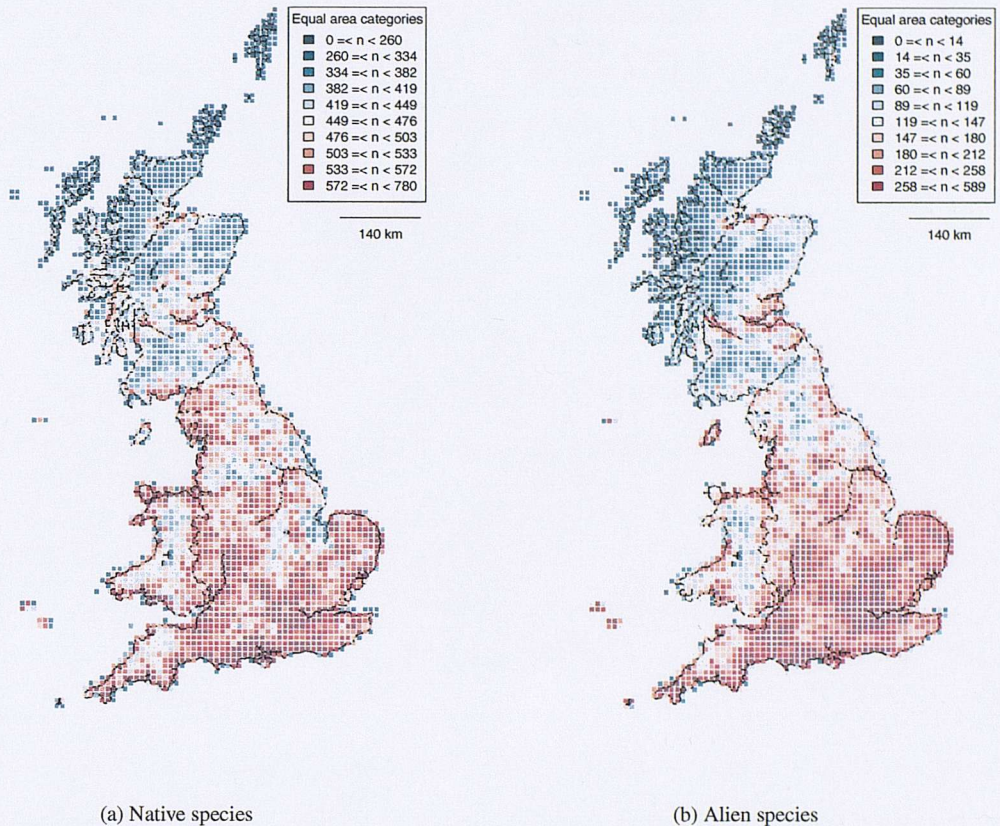 Equal area categories
0 =< n < 260
260 =< n < 334
334 =< n < 382
382 =< n < 419
419 =< n < 449
449 =< n < 476
476 =< n < 503
503 =< n < 533
533 =< n < 572
572 =< n < 780
140 km
Equal area categories
0 =< n < 14
14 =< n < 35
35 =< n < 60
60 =< n < 89
89 =< n < 119
119 =< n < 147
147 =< n < 180
180 =< n < 212
212 =< n < 258
258 =< n < 589
140 km
(a) Native species
(b) Alien species